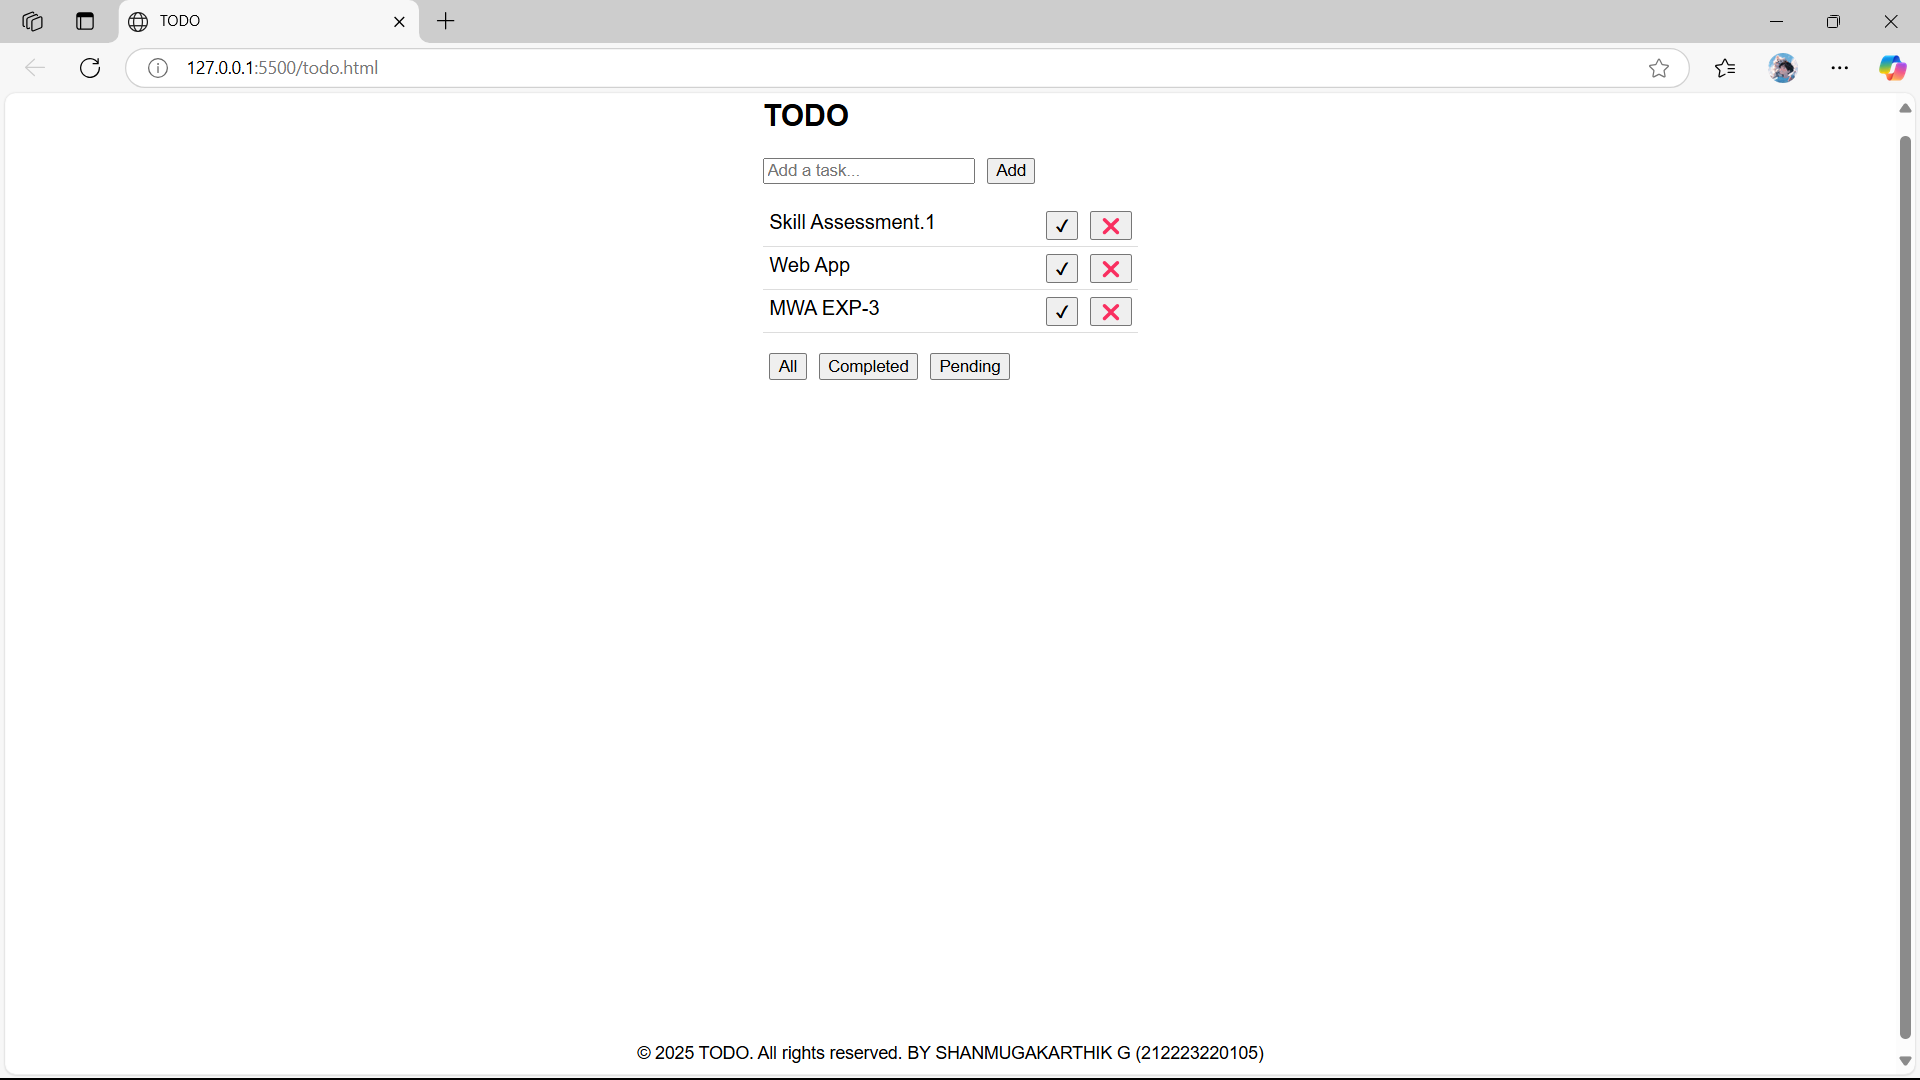 TODO
127.0.0.1:5500/todo.html
TODO
Add a task...
Add
Skill Assessment.1
✓
❌
Web App
✓
❌
MWA EXP-3
✓
❌
All Completed Pending
© 2025 TODO. All rights reserved. BY SHANMUGAKARTHIK G (212223220105)